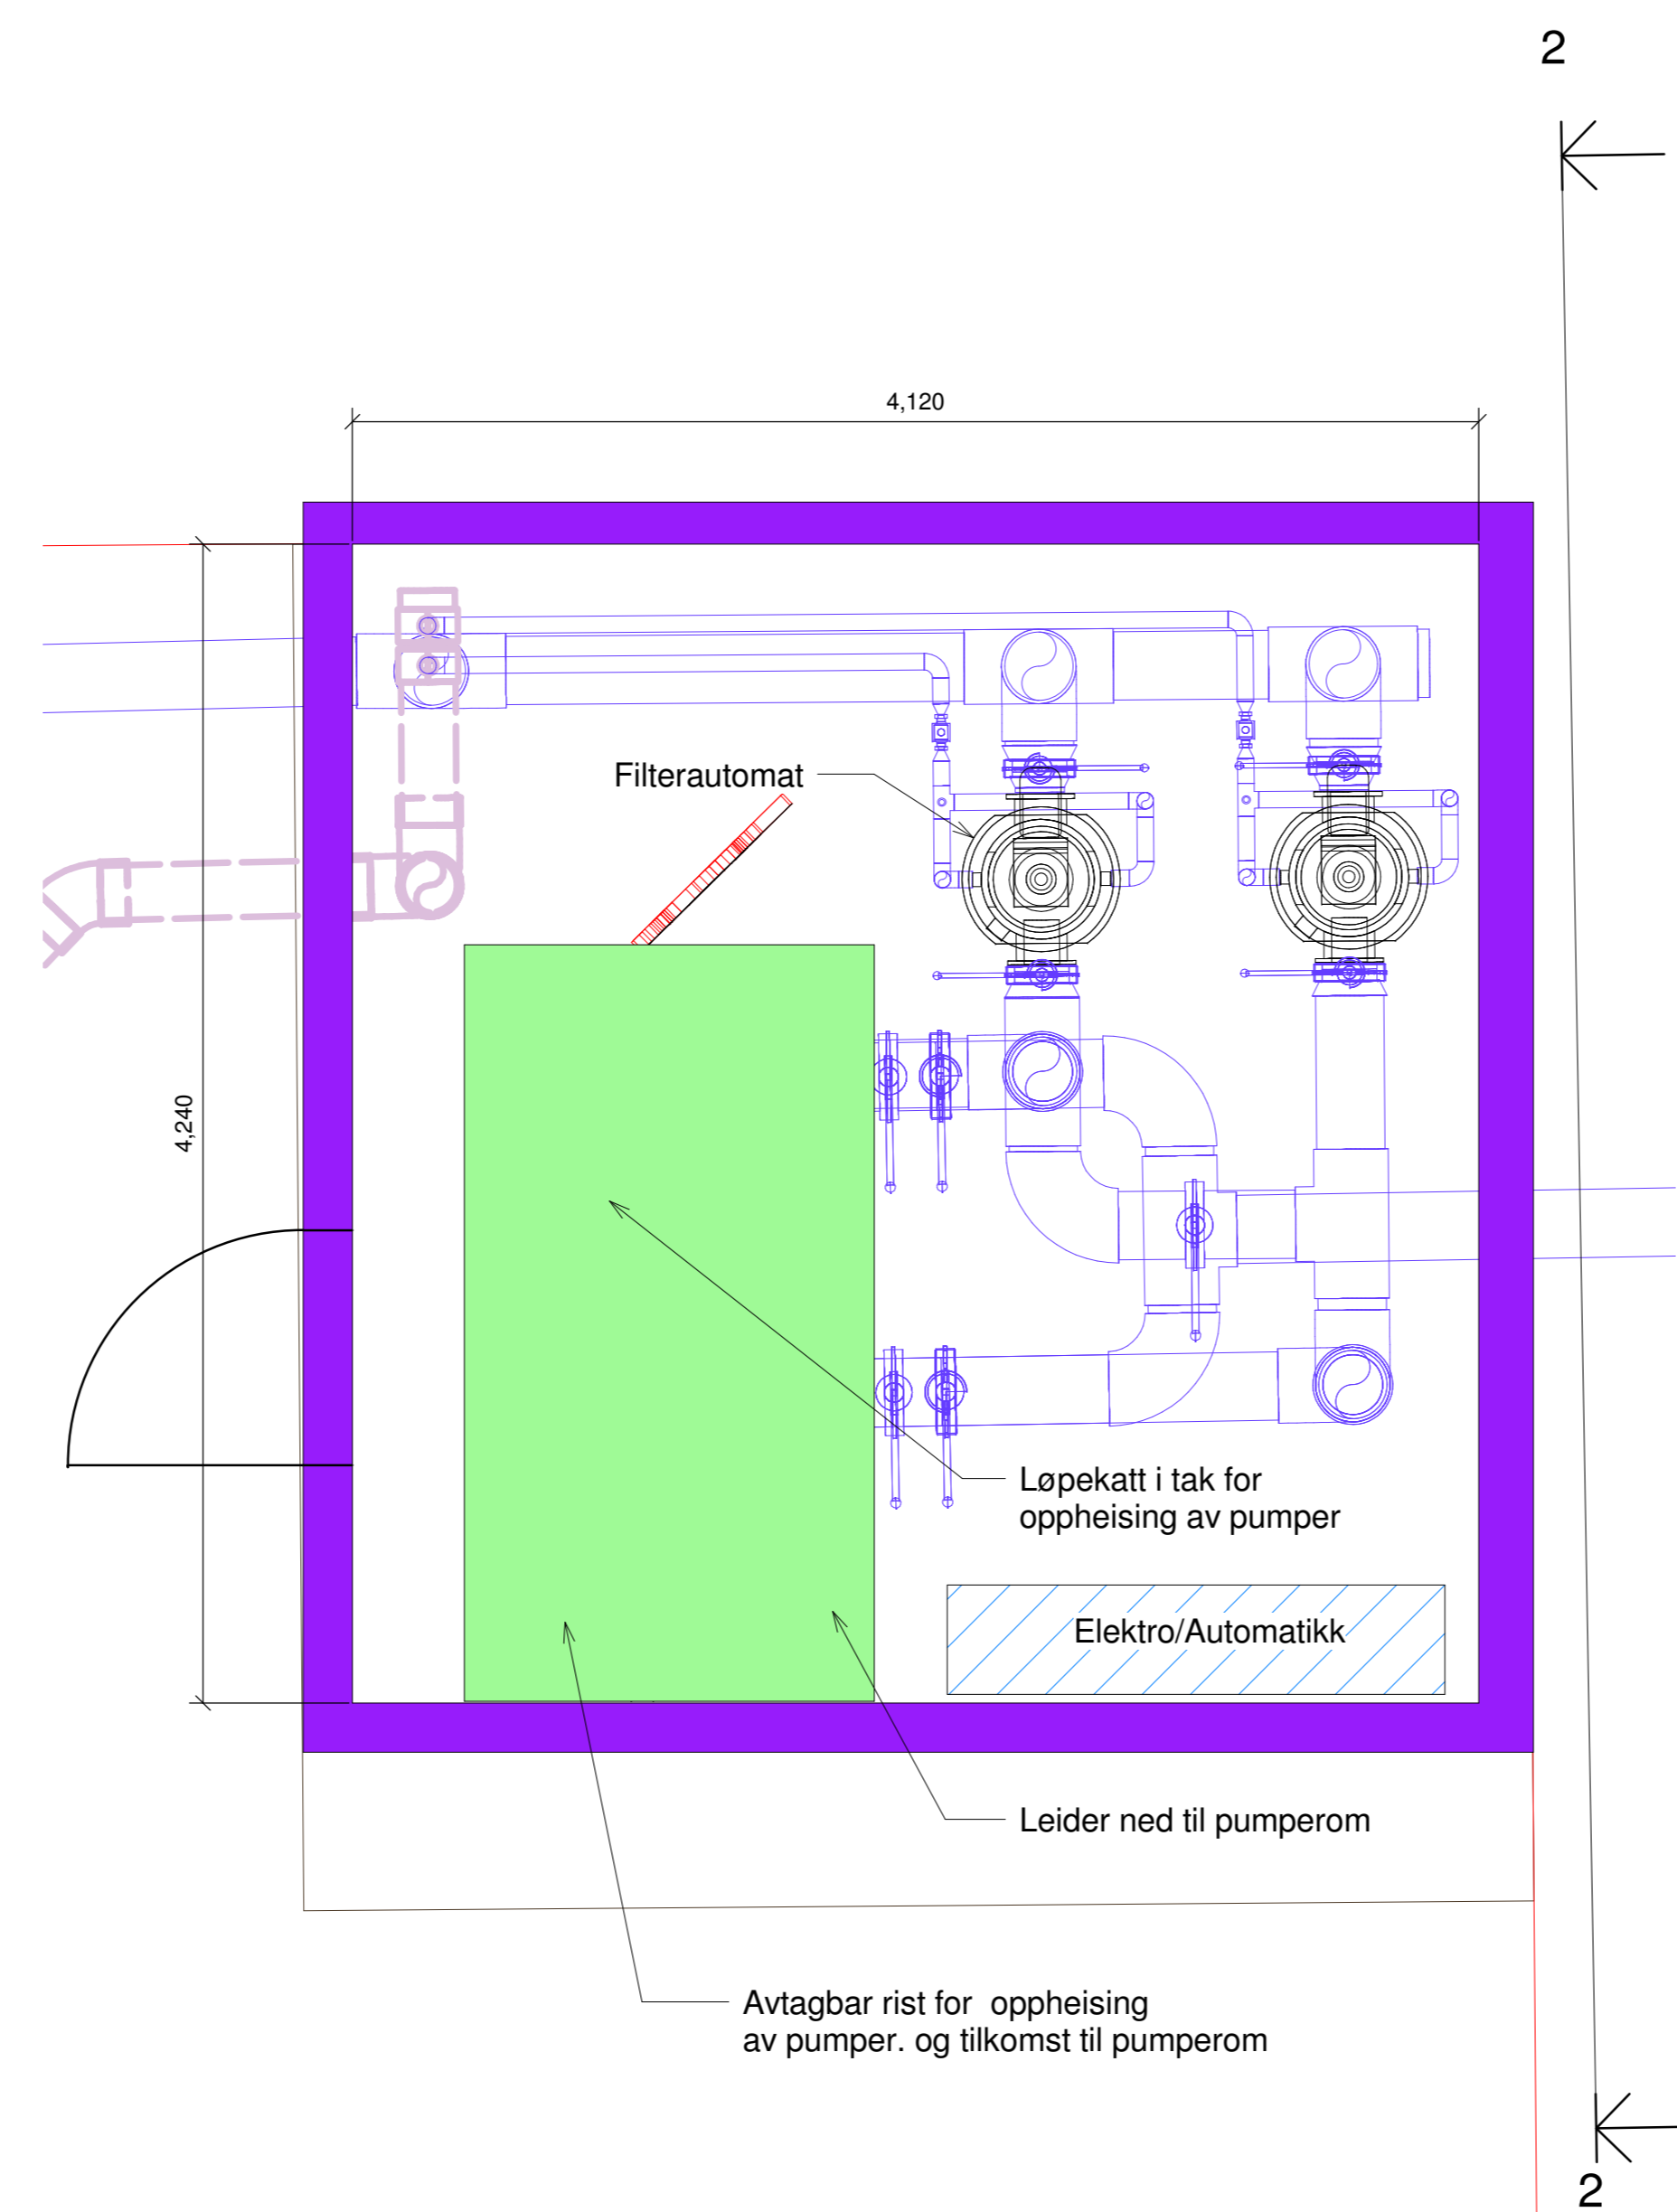 2
4,120
Filterautomat
4,240
Løpekatt i tak for
oppheising av pumper
Elektro/Automatikk
Leider ned til pumperom
Avtagbar rist for oppheising
av pumper. og tilkomst til pumperom
2